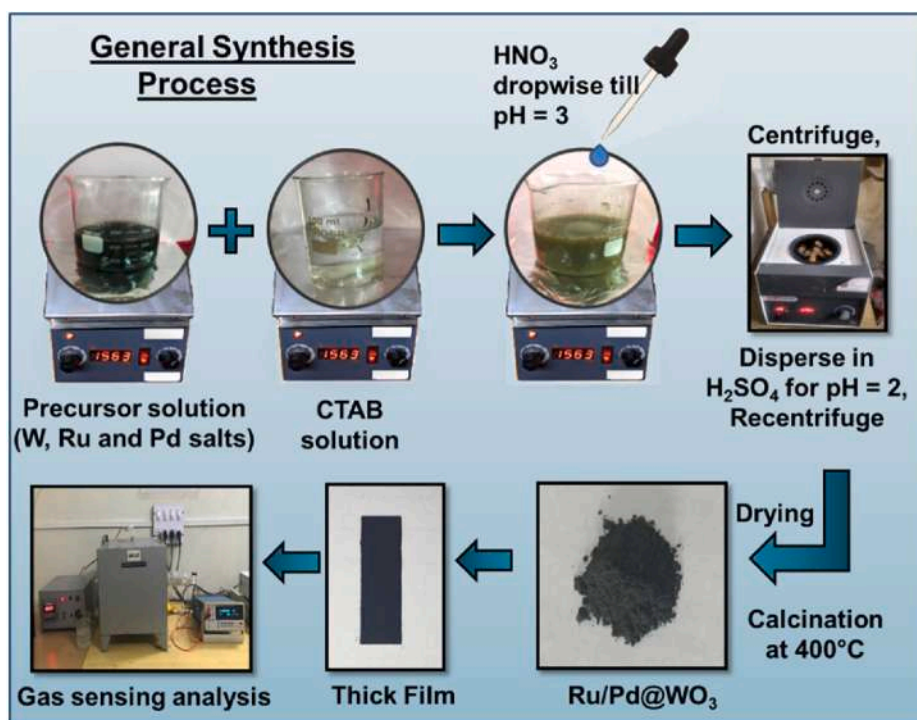 General Synthesis
Process
HNO₃
dropwise till
pH = 3
Centrifuge,
1563
1563
1563
Precursor solution
(W, Ru and Pd salts)
CTAB
solution
Disperse in
H₂SO₄ for pH = 2,
Recentrifuge
Drying
Calcination
at 400°C
Gas sensing analysis
Thick Film
Ru/Pd@WO₃